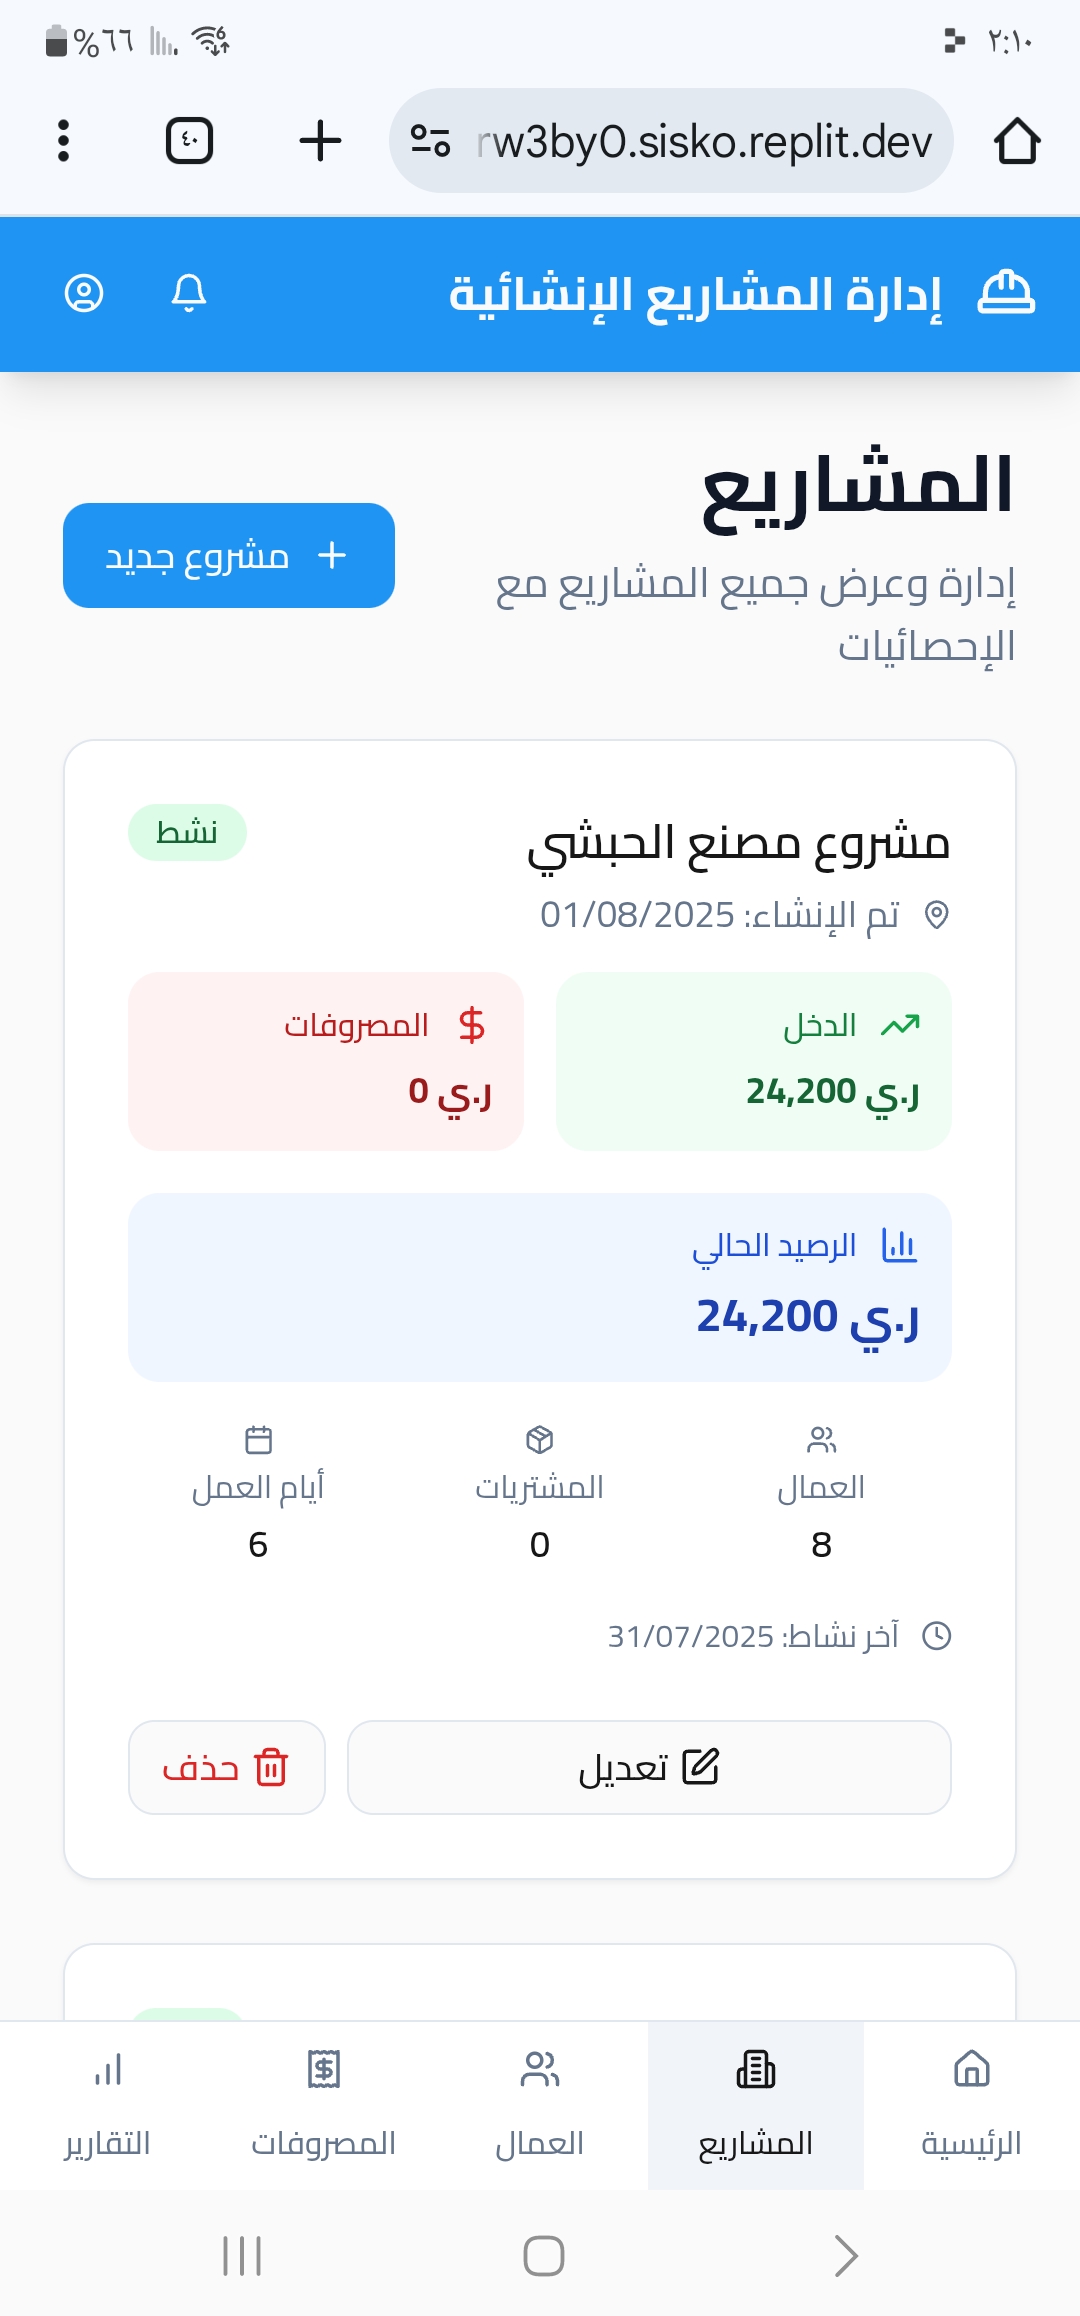 ٢:١٠
%٦٦
rw3by0.sisko.replit.dev
٤٠
إدارة المشاريع الإنشائية
المشاريع
إدارة وعرض جميع المشاريع مع
الإحصائيات
مشروع جديد
مشروع مصنع الحبشي
نشط
تم الإنشاء: 01/08/2025
الدخل
ر.ي 24,200
المصروفات
ر.ي 0
الرصيد الحالي
ر.ي 24,200
العمال
8
المشتريات
0
أيام العمل
6
آخر نشاط: 31/07/2025
تعديل
حذف
الرئيسية
المشاريع
العمال
المصروفات
التقارير